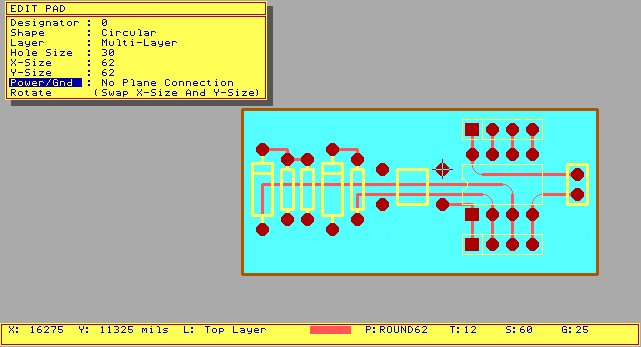 EDIT PAD
Designator : 0
Shape : Circular
Layer : Multi-Layer
Hole Size : 30
X-Size : 62
Y-Size : 62
Power/Gnd : No Plane Connection
Rotate (Swap X-Size And Y-Size)
X: 16275 Y: 11325 mils L: Top Layer P:ROUND62 T:12 S:60 G:25